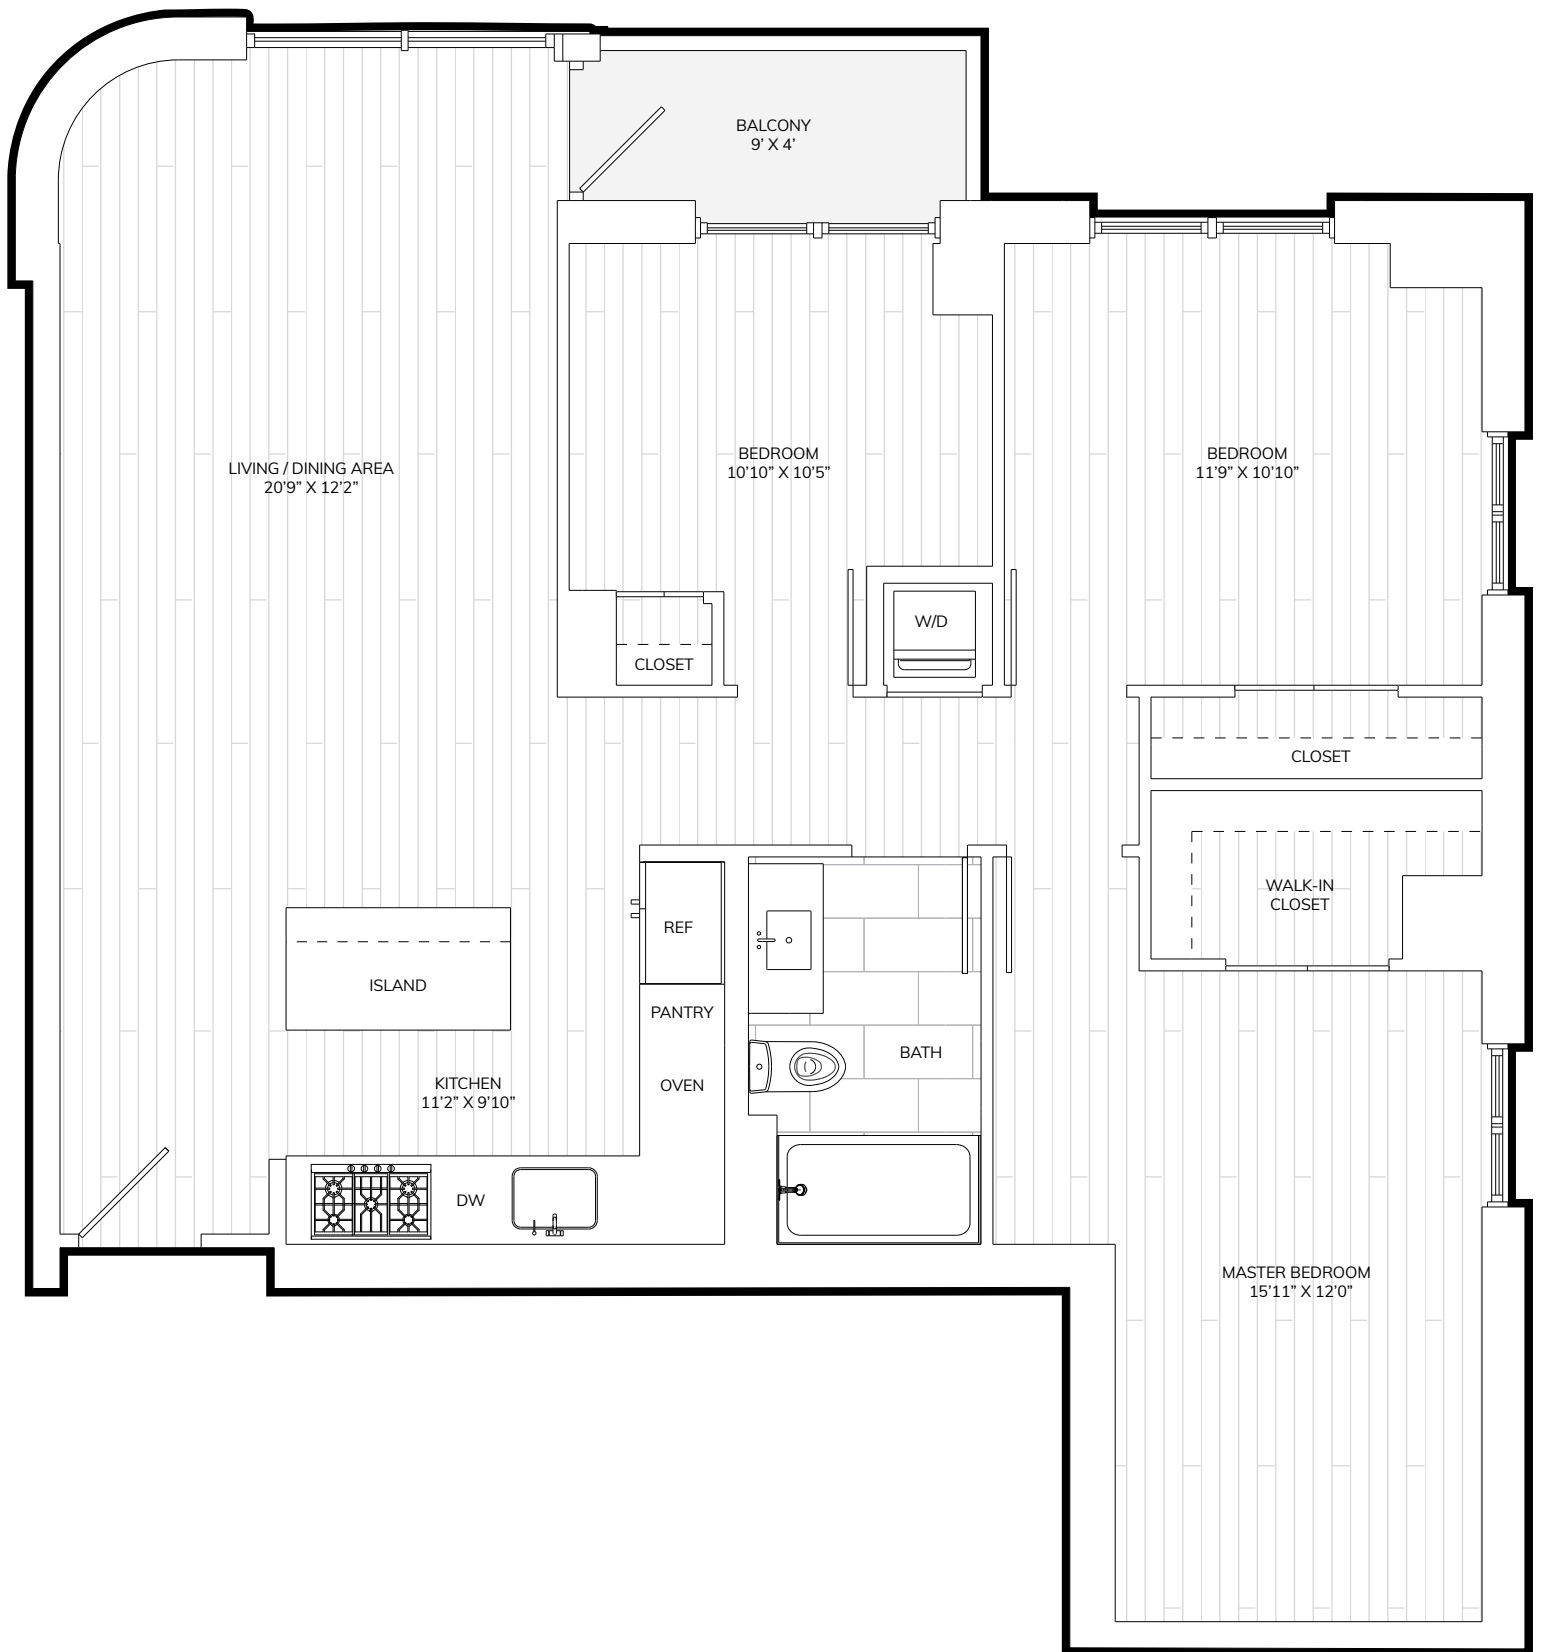 BALCONY
9' X 4'
LIVING / DINING AREA
20'9” X 12'2”
BEDROOM
10'10” X 10'5”
BEDROOM
11'9” X 10'10”
W/D
CLOSET
CLOSET
WALK-IN
CLOSET
REF
ISLAND
PANTRY
BATH
KITCHEN
11'2” X 9'10”
OVEN
DW
MASTER BEDROOM
15'11” X 12'0”